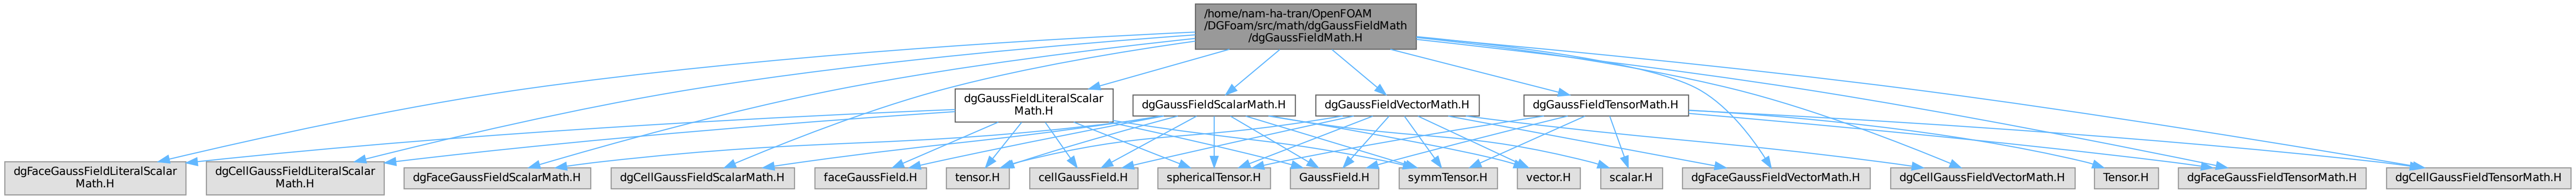 /home/nam-ha-tran/OpenFOAM
/DGFoam/src/math/dgGaussFieldMath
/dgGaussFieldMath.H
dgGaussFieldLiteralScalar
Math.H
dgGaussFieldScalarMath.H
dgGaussFieldVectorMath.H
dgGaussFieldTensorMath.H
dgFaceGaussFieldLiteralScalar
Math.H
dgCellGaussFieldLiteralScalar
Math.H
dgFaceGaussFieldScalarMath.H
dgCellGaussFieldScalarMath.H
faceGaussField.H
tensor.H
cellGaussField.H
sphericalTensor.H
GaussField.H
symmTensor.H
vector.H
scalar.H
dgFaceGaussFieldVectorMath.H
dgCellGaussFieldVectorMath.H
Tensor.H
dgFaceGaussFieldTensorMath.H
dgCellGaussFieldTensorMath.H